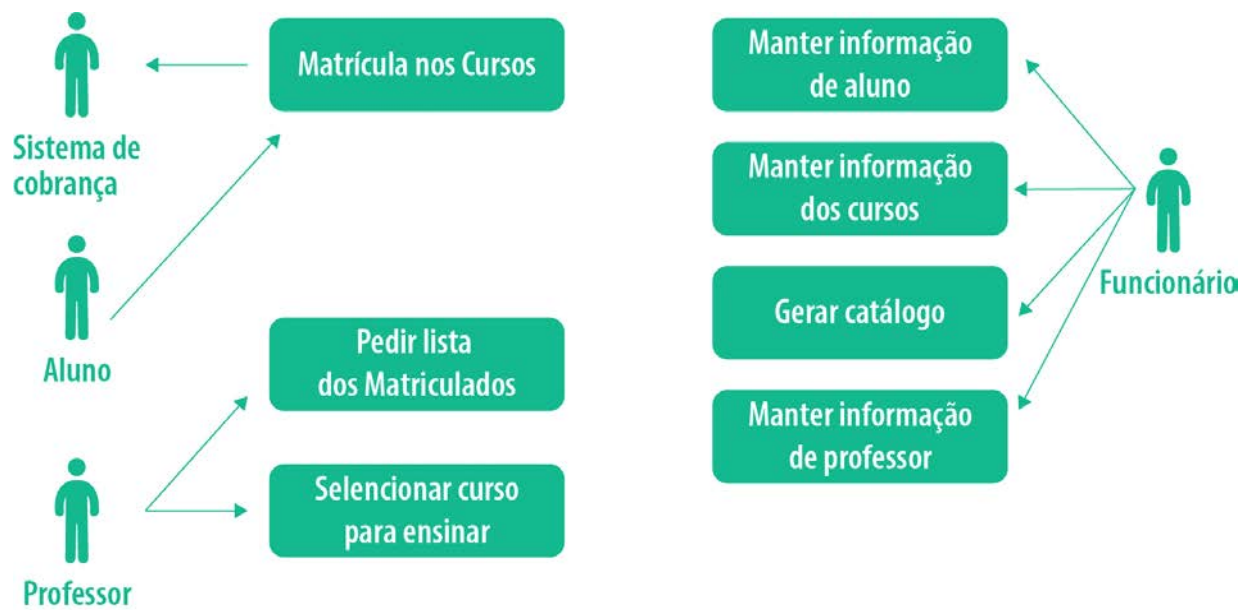 Matrícula nos Cursos
Sistema de
cobrança
Aluno
Pedir lista
dos Matriculados
Selencionar curso
para ensinar
Professor
Manter informação
de aluno
Manter informação
dos cursos
Gerar catálogo
Manter informação
de professor
Funcionário